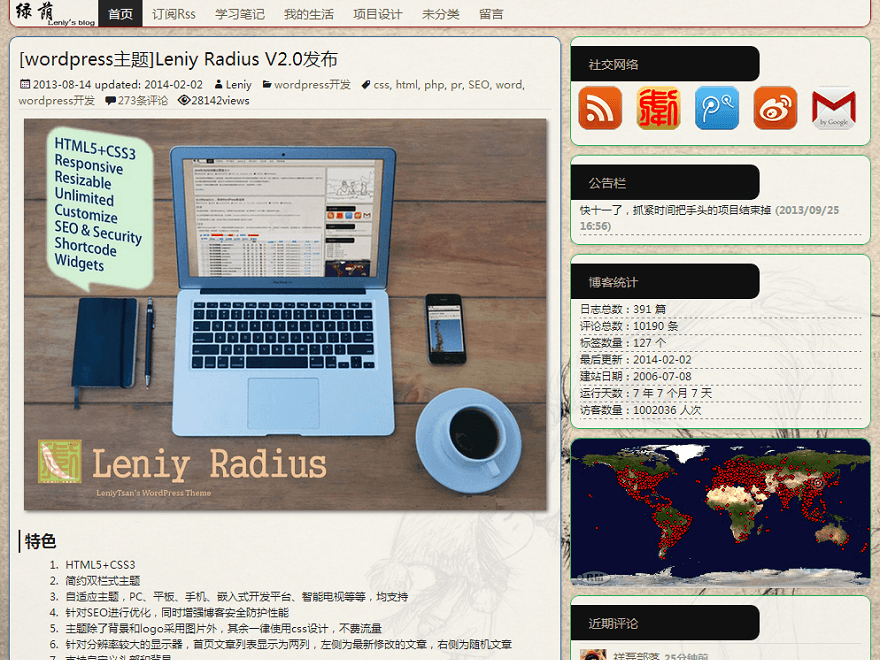 绿荫
Leniy's blog
首页 订阅Rss 学习笔记 我的生活 项目设计 未分类 留言
[wordpress主题]Leniy Radius V2.0发布
2013-08-14 updated: 2014-02-02 Leniy wordpress开发 css, html, php, pr, SEO, word,
wordpress开发 273条评论 28142views
HTML5+CSS3
Responsive
Resizable
Unlimited
Customize
SEO & Security
Shortcode
Widgets
Leniy Radius
LeniyTsan's WordPress Theme
特色
1. HTML5+CSS3
2. 简约双栏式主题
3. 自适应主题，PC、平板、手机、嵌入式开发平台、智能电视等等，均支持
4. 针对SEO进行优化，同时增强博客安全防护性能
5. 主题除了背景和logo采用图片外，其余一律使用css设计，不费流量
6. 针对分辨率较大的显示器，首页文章列表显示为两列，左侧为最新修改的文章，右侧为随机文章
7. 支持自定义头部和背景
社交网络
by Google
公告栏
快十一了，抓紧时间把手头的项目结束掉 (2013/09/25
16:56)
博客统计
日志总数：391 篇
评论总数：10190 条
标签数量：127 个
最后更新：2014-02-02
建站日期：2006-07-08
运行天数：7 年 7 个月 7 天
访客数量：1002036 人次
近期评论
祥磊部落 25分钟前